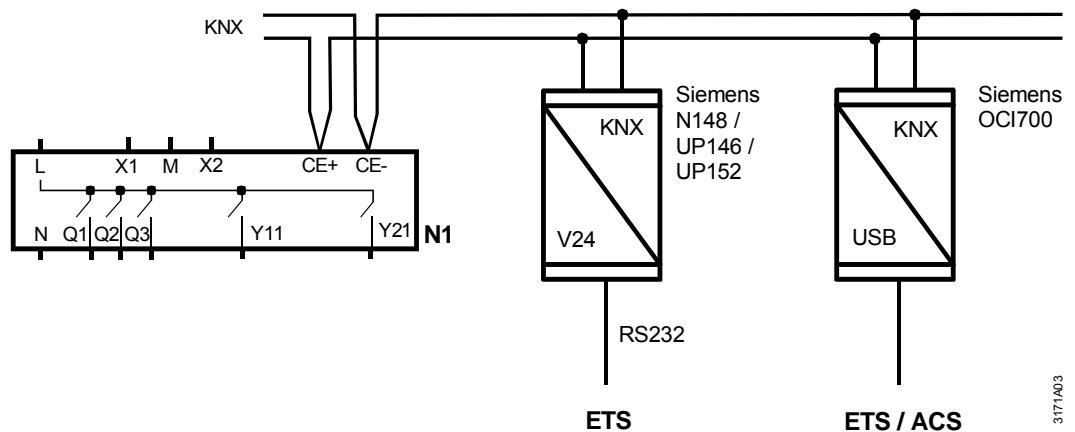 KNX
Siemens
N148 /
UP146 /
UP152
KNX
V24
Siemens
OCI700
KNX
USB
L X1 M X2 CE+ CE-
N Q1 Q2 Q3 Y11 Y21 N1
RS232
ETS
ETS / ACS
3171A03